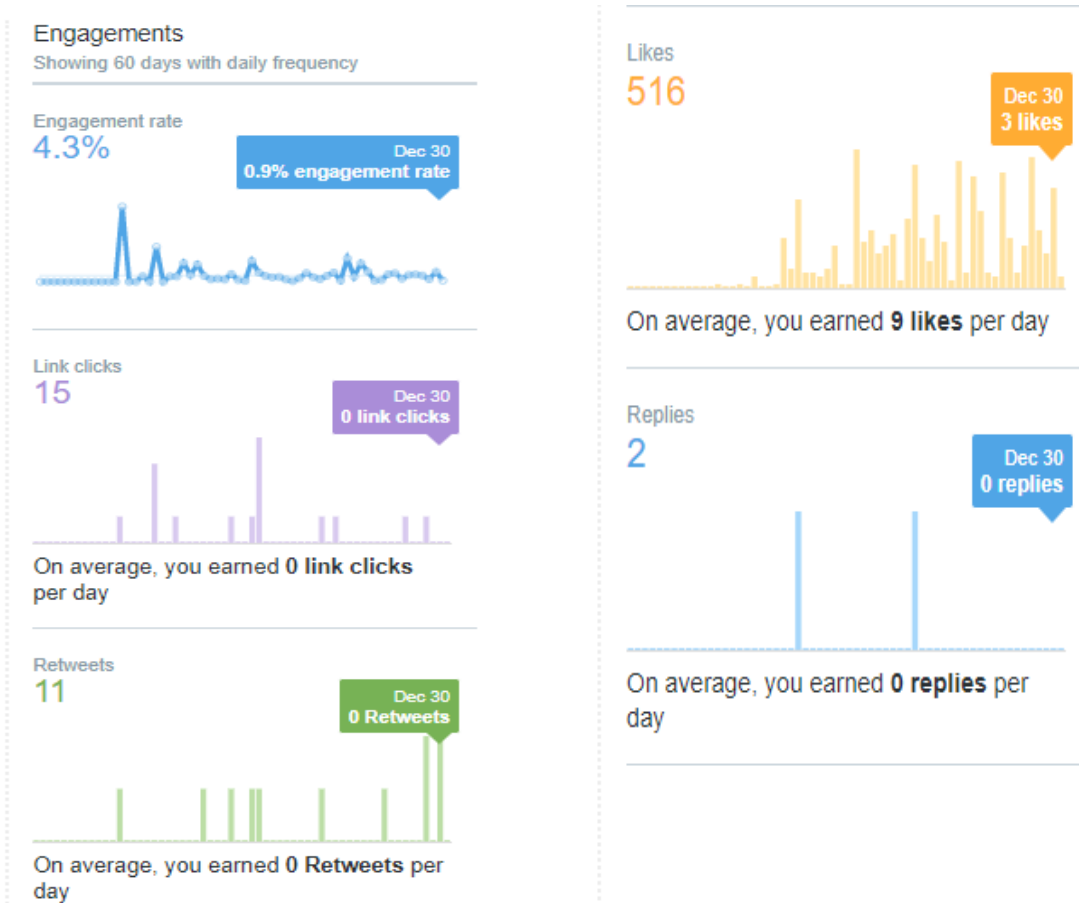 Engagements
Showing 60 days with daily frequency
Engagement rate
4.3%
Dec 30
0.9% engagement rate
Link clicks
15
Dec 30
0 link clicks
On average, you earned 0 link clicks
per day
Retweets
11
Dec 30
0 Retweets
On average, you earned 0 Retweets per
day
Likes
516
Dec 30
3 likes
On average, you earned 9 likes per day
Replies
2
Dec 30
0 replies
On average, you earned 0 replies per
day